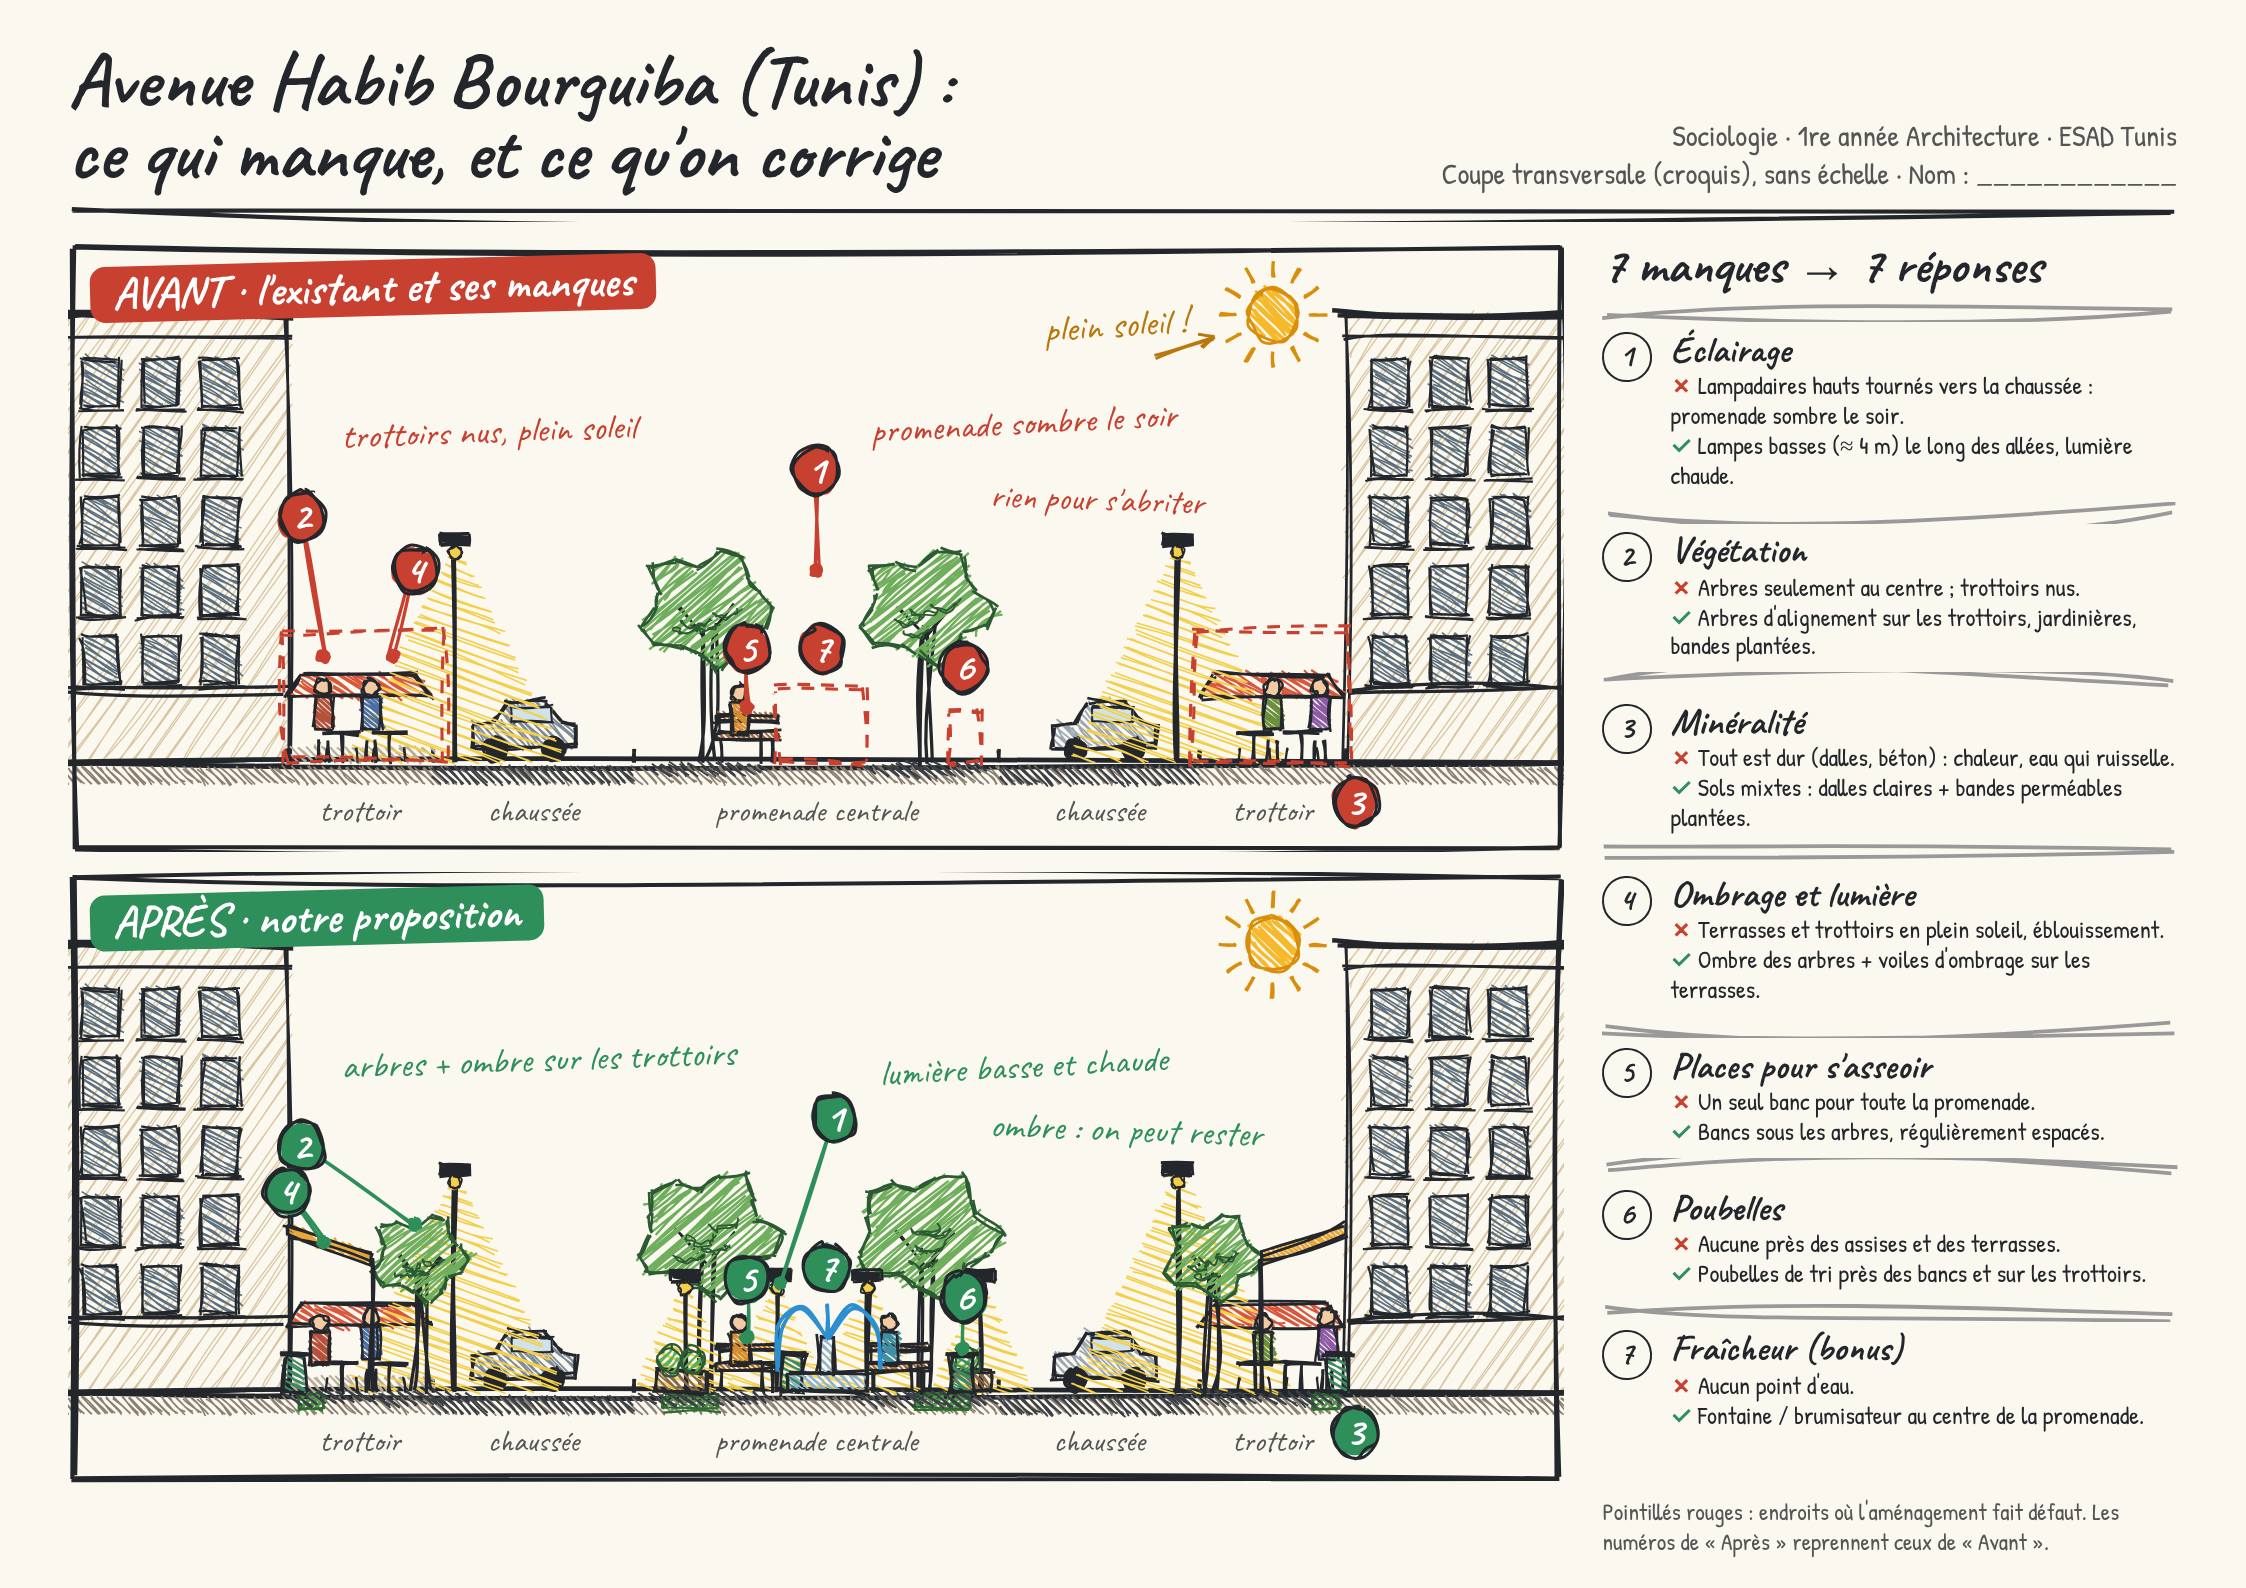 Avenue Habib Bourguiba (Tunis) :
ce qui manque, et ce qu'on corrige
Sociologie · 1re année Architecture · ESAD Tunis
Coupe transversale (croquis), sans échelle · Nom : ____________
AVANT · l'existant et ses manques
plein soleil !
trottoirs nus, plein soleil
promenade sombre le soir
1
rien pour s'abriter
2
4
5
7
6
3
trottoir
chaussée
promenade centrale
chaussée
trottoir
APRÈS · notre proposition
arbres + ombre sur les trottoirs
lumière basse et chaude
1
ombre : on peut rester
2
4
5
7
6
3
trottoir
chaussée
promenade centrale
chaussée
trottoir
7 manques → 7 réponses
1 Éclairage
✕ Lampadaires hauts tournés vers la chaussée :
promenade sombre le soir.
✓ Lampes basses (≈ 4 m) le long des allées, lumière
chaude.
2 Végétation
✕ Arbres seulement au centre ; trottoirs nus.
✓ Arbres d'alignement sur les trottoirs, jardinières,
bandes plantées.
3 Minéralité
✕ Tout est dur (dalles, béton) : chaleur, eau qui ruisselle.
✓ Sols mixtes : dalles claires + bandes perméables
plantées.
4 Ombrage et lumière
✕ Terrasses et trottoirs en plein soleil, éblouissement.
✓ Ombre des arbres + voiles d'ombrage sur les
terrasses.
5 Places pour s'asseoir
✕ Un seul banc pour toute la promenade.
✓ Bancs sous les arbres, régulièrement espacés.
6 Poubelles
✕ Aucune près des assises et des terrasses.
✓ Poubelles de tri près des bancs et sur les trottoirs.
7 Fraîcheur (bonus)
✕ Aucun point d'eau.
✓ Fontaine / brumisateur au centre de la promenade.
Pointillés rouges : endroits où l'aménagement fait défaut. Les
numéros de « Après » reprennent ceux de « Avant ».